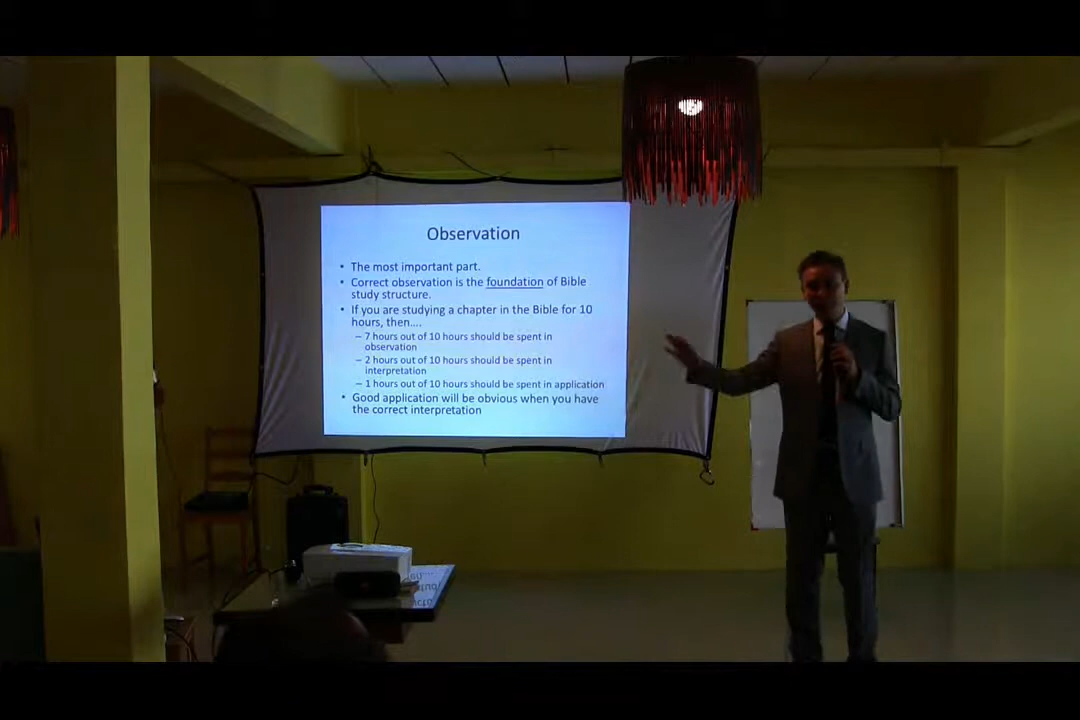 Observation
• The most important part.
• Correct observation is the foundation of Bible
study structure.
• If you are studying a chapter in the Bible for 10
hours, then....
– 7 hours out of 10 hours should be spent in
observation
– 2 hours out of 10 hours should be spent in
interpretation
– 1 hours out of 10 hours should be spent in application
• Good application will be obvious when you have
the correct interpretation